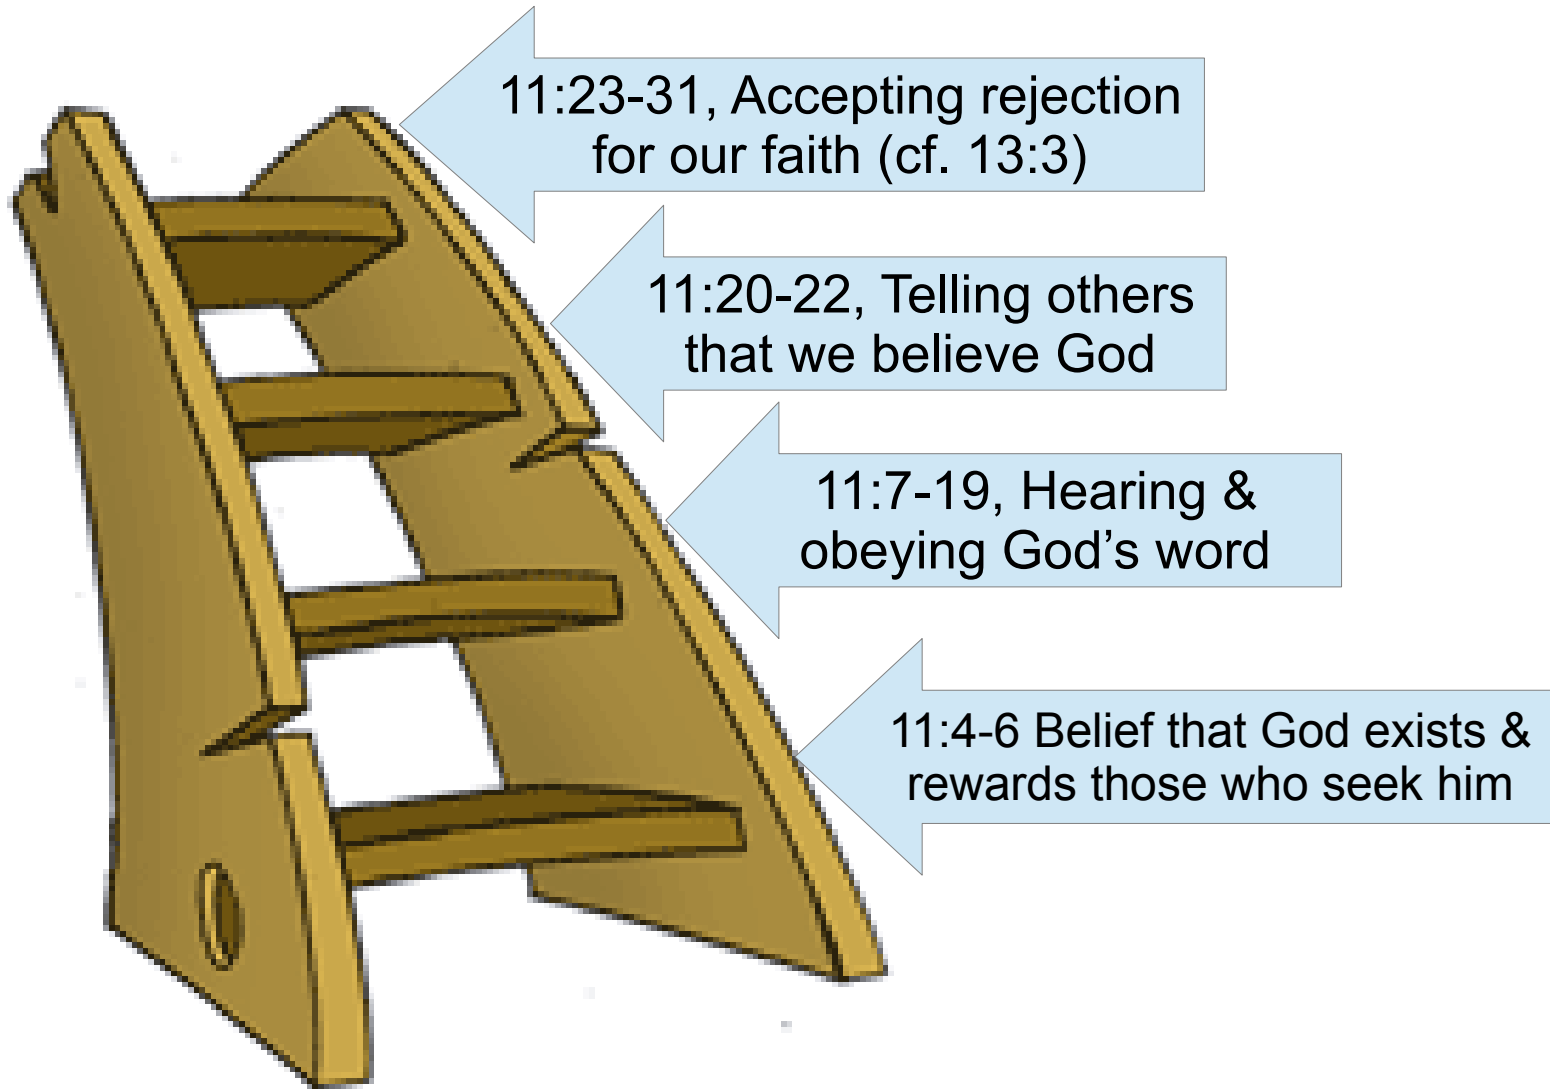 11:23-31, Accepting rejection
for our faith (cf. 13:3)
11:20-22, Telling others
that we believe God
11:7-19, Hearing &
obeying God’s word
11:4-6 Belief that God exists &
rewards those who seek him